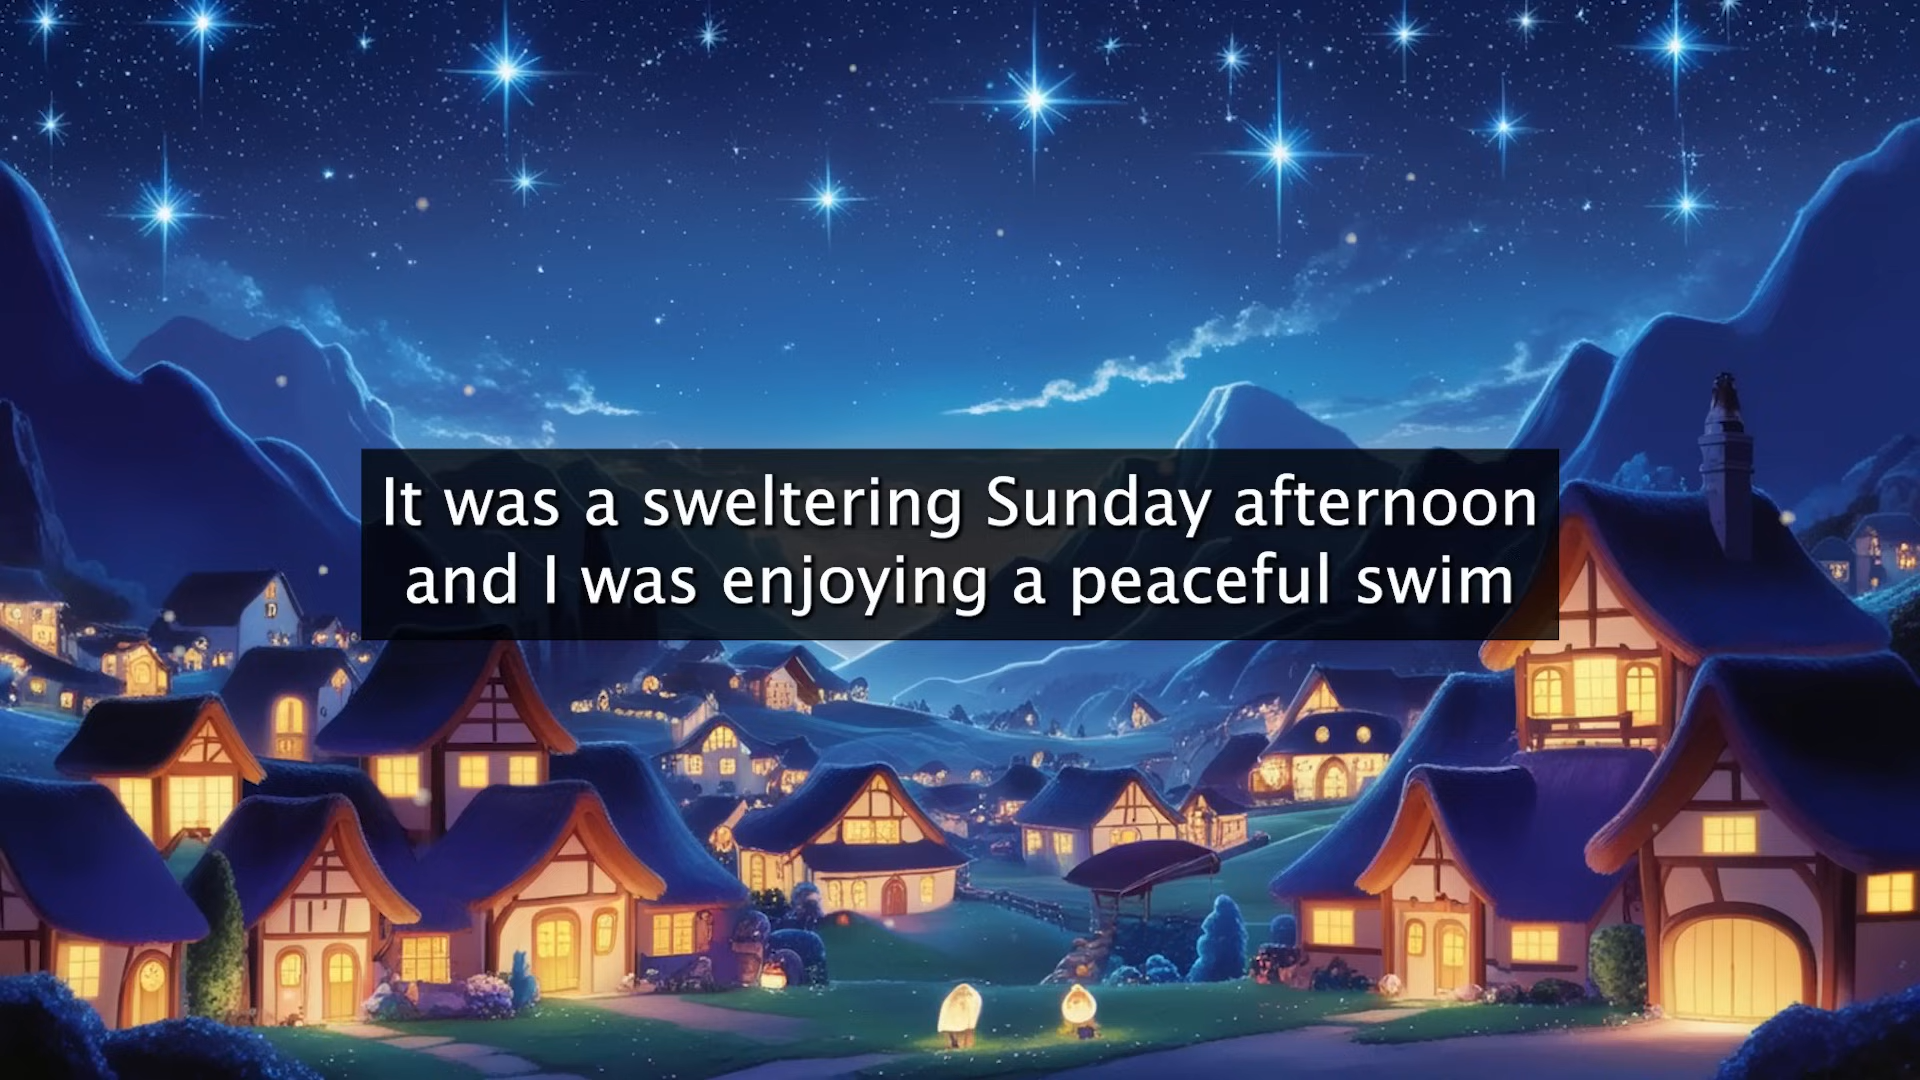 It was a sweltering Sunday afternoon
and I was enjoying a peaceful swim